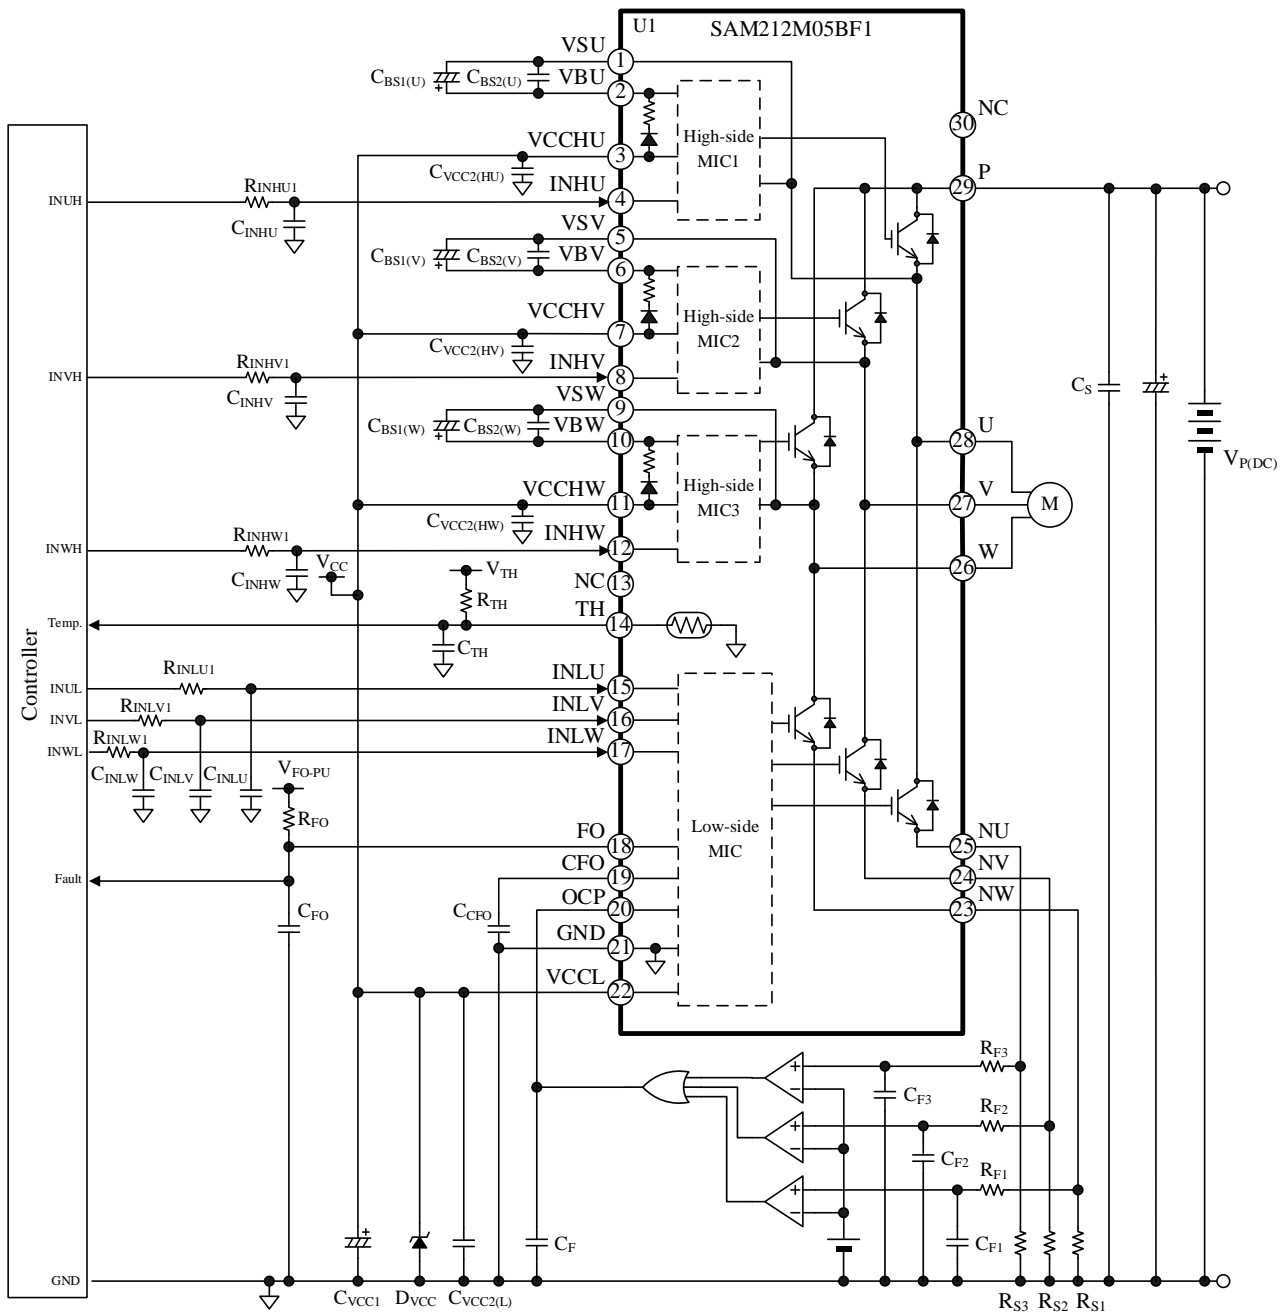 U1
SAM212M05BF1
VSU
1
CBS1(U)
CBS2(U)
VBU
2
High-side
MIC1
VCCHU
3
CVCC2(HU)
NC
30
P
29
INUH
RINHU1
CINHU
INHU
4
VSV
5
CBS1(V)
CBS2(V)
VBV
6
High-side
MIC2
VCCHV
7
CVCC2(HV)
INVH
RINHV1
CINHV
INHV
8
CS
VP(DC)
VSW
9
CBS1(W)
CBS2(W)
VBW
10
High-side
MIC3
U
28
V
27
M
W
26
VCCHW
11
CVCC2(HW)
INWH
RINHW1
CINHW
INHW
12
VCC
NC
13
VTH
RTH
Temp.
CTH
TH
14
Controller
INUL
RINLU1
INLU
15
INVL
RINLV1
INLV
16
INWL
RINLW1
INLW
17
CINLW
CINLV
CINLU
VFO-PU
RFO
Low-side
MIC
FO
18
NU
25
Fault
CFO
CFO
19
NV
24
OCP
20
NW
23
CCFO
GND
21
VCCL
22
RF3
+
−
CF3
RF2
+
−
CF2
RF1
+
−
CF1
CF
+
+
+
+
+
GND
CVCC1
DVCC
CVCC2(L)
RS3
RS2
RS1